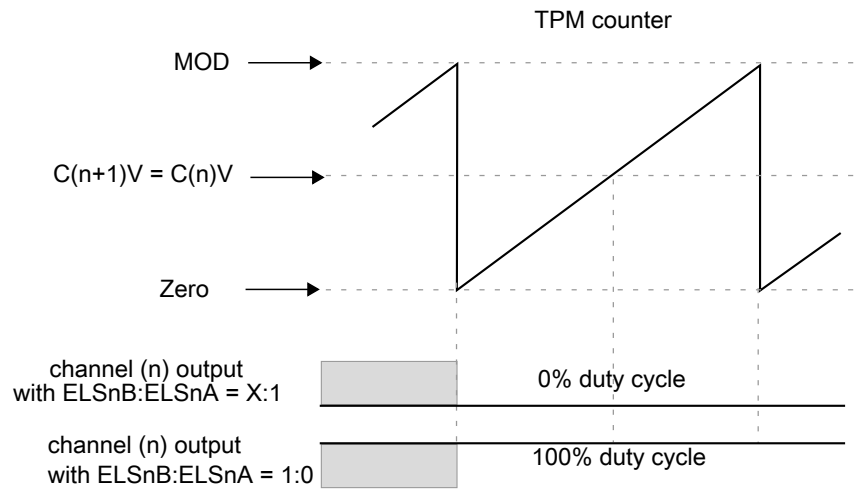 TPM counter
MOD
C(n+1)V = C(n)V
Zero
channel (n) output
with ELSnB:ELSnA = X:1
0% duty cycle
channel (n) output
with ELSnB:ELSnA = 1:0
100% duty cycle